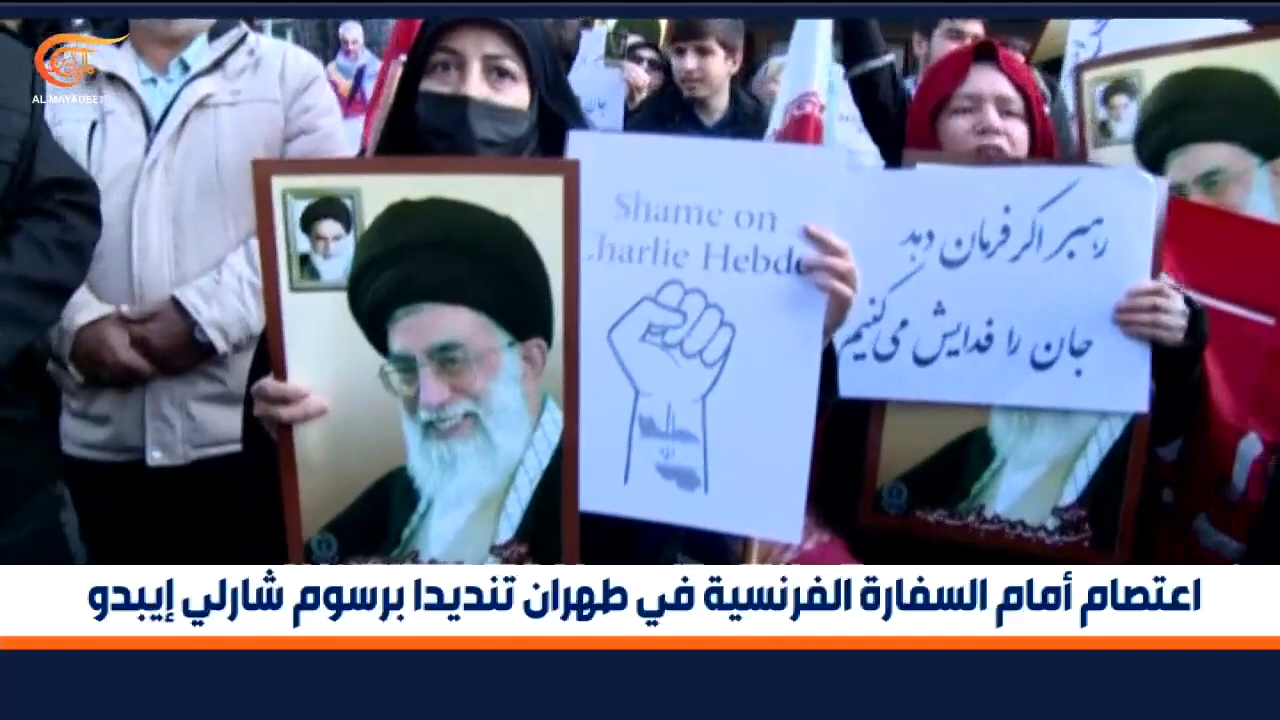 AL MAYADEEN
Shame on
Charlie Hebdo
رهبر اگر فرمان دهد
جان را فدایش می‌کنیم
جان
اعتصام أمام السفارة الفرنسية في طهران تنديدا برسوم شارلي إيبدو